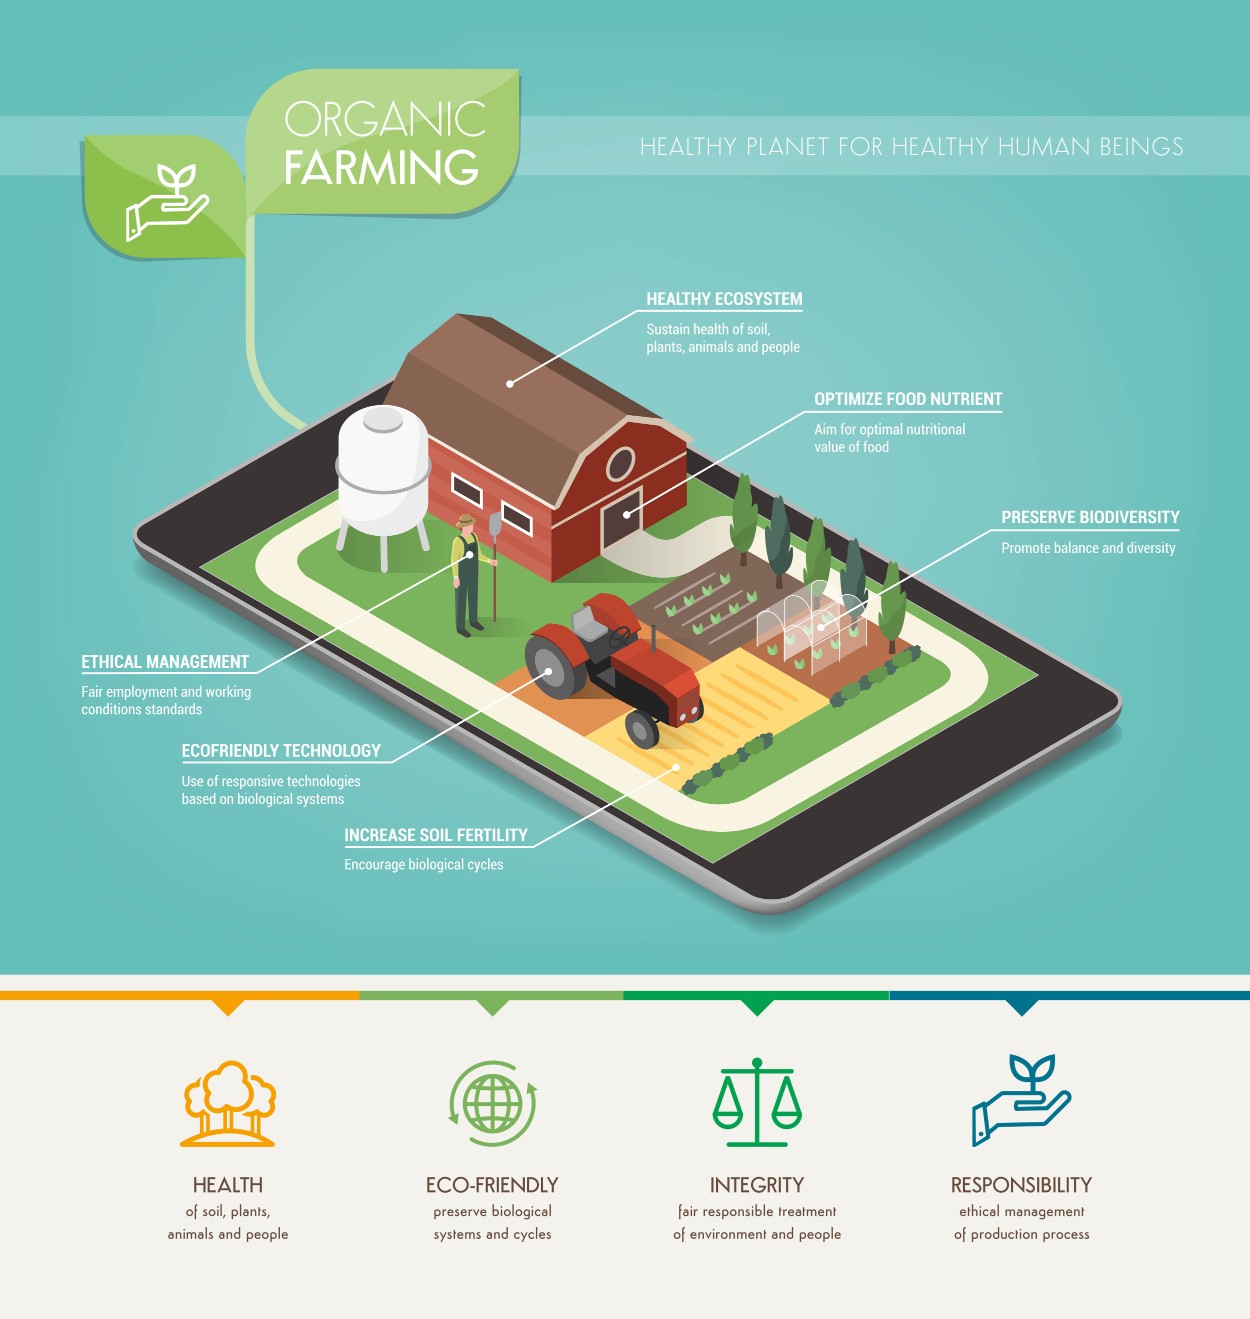 ORGANIC
FARMING
HEALTHY PLANET FOR HEALTHY HUMAN BEINGS
HEALTHY ECOSYSTEM
Sustain health of soil,
plants, animals and people
OPTIMIZE FOOD NUTRIENT
Aim for optimal nutritional
value of food
PRESERVE BIODIVERSITY
Promote balance and diversity
ETHICAL MANAGEMENT
Fair employment and working
conditions standards
ECOFRIENDLY TECHNOLOGY
Use of responsive technologies
based on biological systems
INCREASE SOIL FERTILITY
Encourage biological cycles
HEALTH
of soil, plants,
animals and people
ECO-FRIENDLY
preserve biological
systems and cycles
INTEGRITY
fair responsible treatment
of environment and people
RESPONSIBILITY
ethical management
of production process